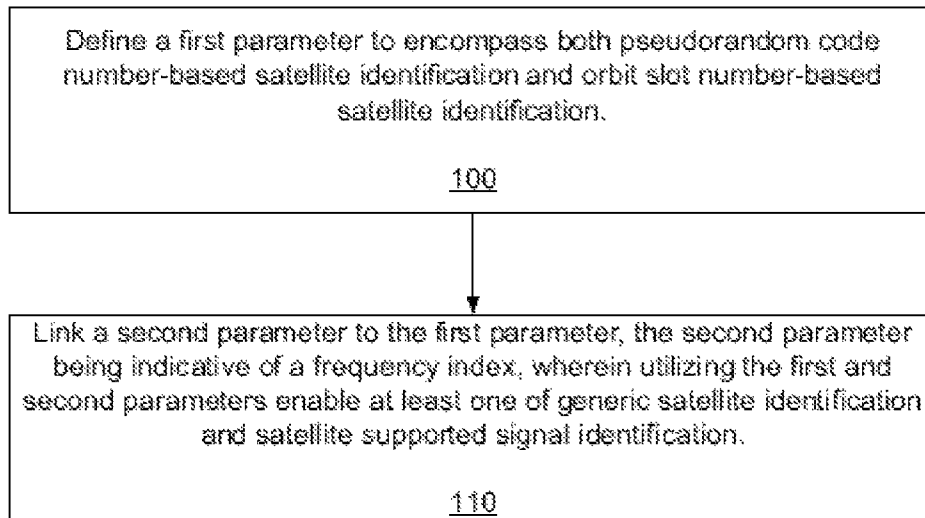 Define a first parameter to encompass both pseudorandom code
number-based satellite identification and orbit slot number-based
satellite identification.
100
Link a second parameter to the first parameter, the second parameter
being indicative of a frequency index, wherein utilizing the first and
second parameters enable at least one of generic satellite identification
and satellite supported signal identification.
110